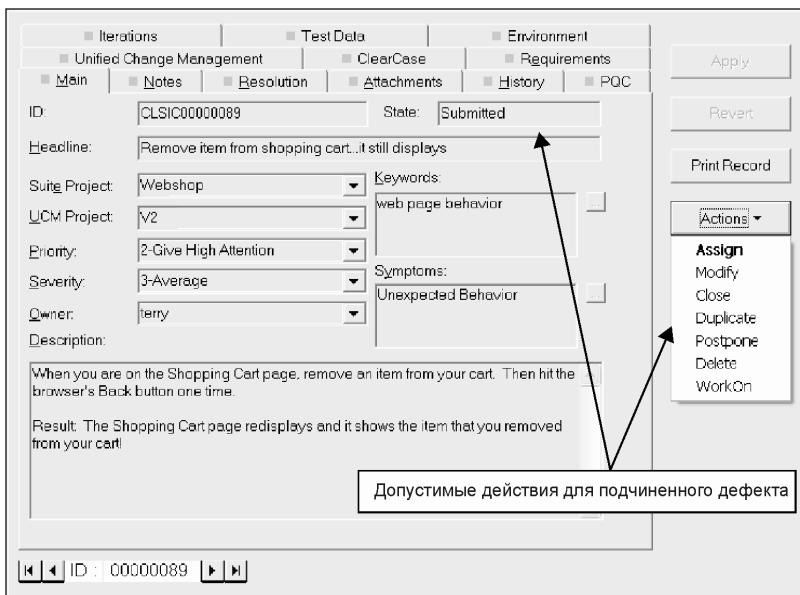 Iterations Test Data Environment
Unified Change Management ClearCase Requirements
Main Notes Resolution Attachments History PQC
ID: CLSIC00000089 State: Submitted
Headline: Remove item from shopping cart...it still displays
Suite Project: Webshop
UCM Project: V2
Priority: 2-Give High Attention
Severity: 3-Average
Owner: terry
Keywords:
web page behavior
Symptoms:
Unexpected Behavior
Description:
When you are on the Shopping Cart page, remove an item from your cart. Then hit the
browser's Back button one time.
Result: The Shopping Cart page redisplays and it shows the item that you removed
from your cart!
Apply
Revert
Print Record
Actions
Assign
Modify
Close
Duplicate
Postpone
Delete
WorkOn
Допустимые действия для подчиненного дефекта
ID : 00000089